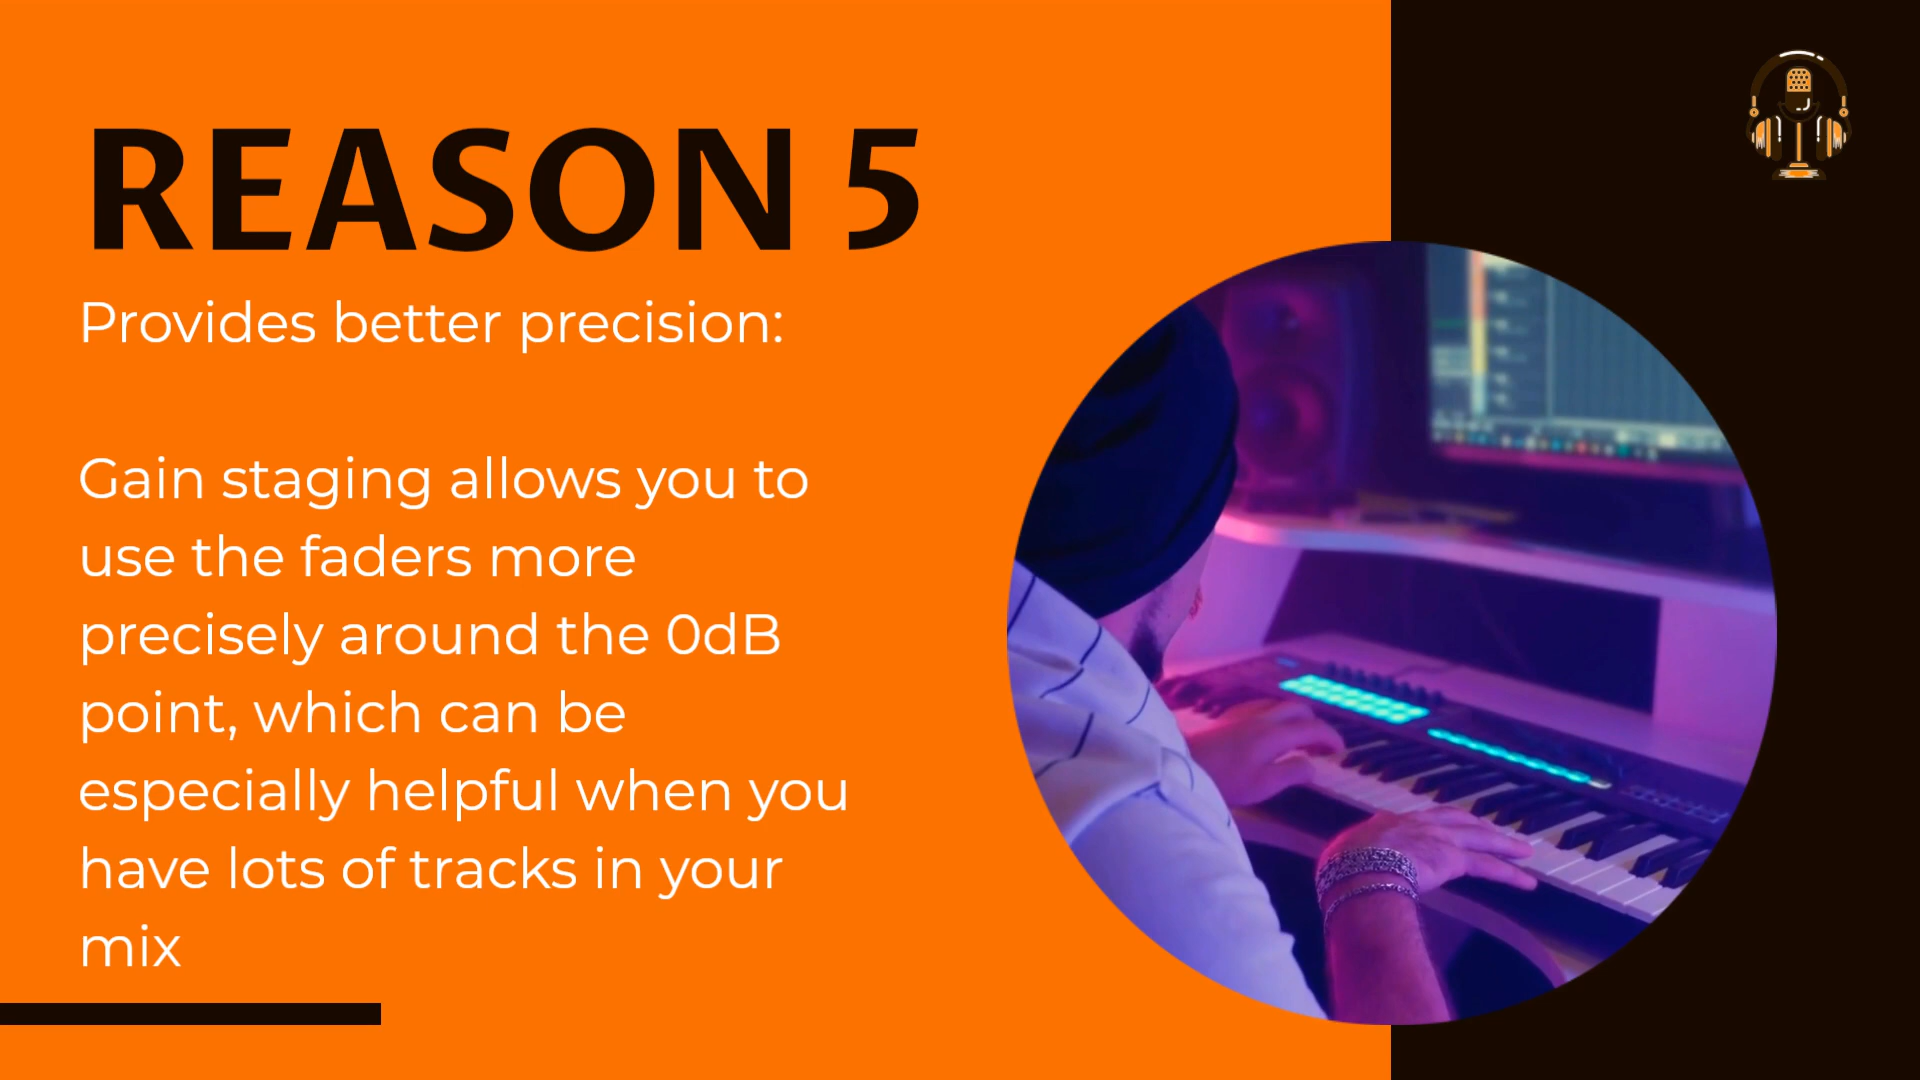 REASON 5
Provides better precision:
Gain staging allows you to
use the faders more
precisely around the 0dB
point, which can be
especially helpful when you
have lots of tracks in your
mix